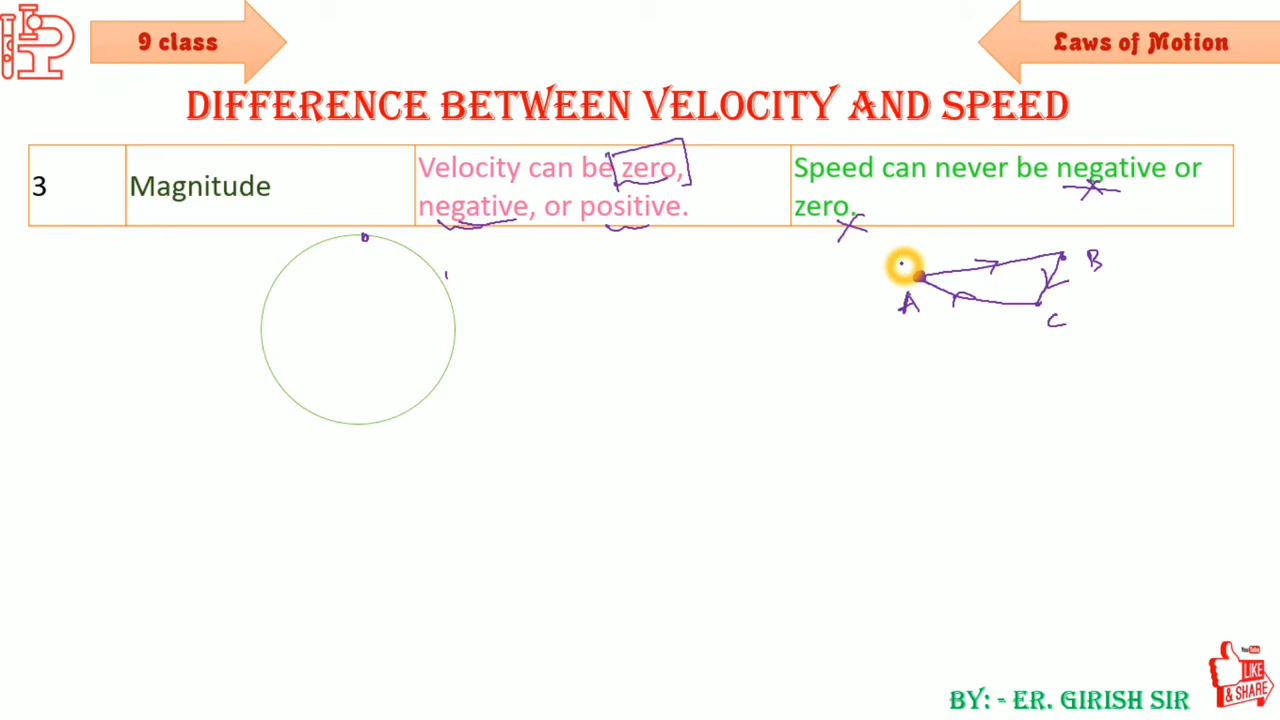 9 class
Laws of Motion
DIFFERENCE BETWEEN VELOCITY AND SPEED
3
Magnitude
Velocity can be zero,
negative, or positive.
Speed can never be negative or
zero.
A
B
C
YouTube
LIKE
& SHARE
BY: - ER. GIRISH SIR